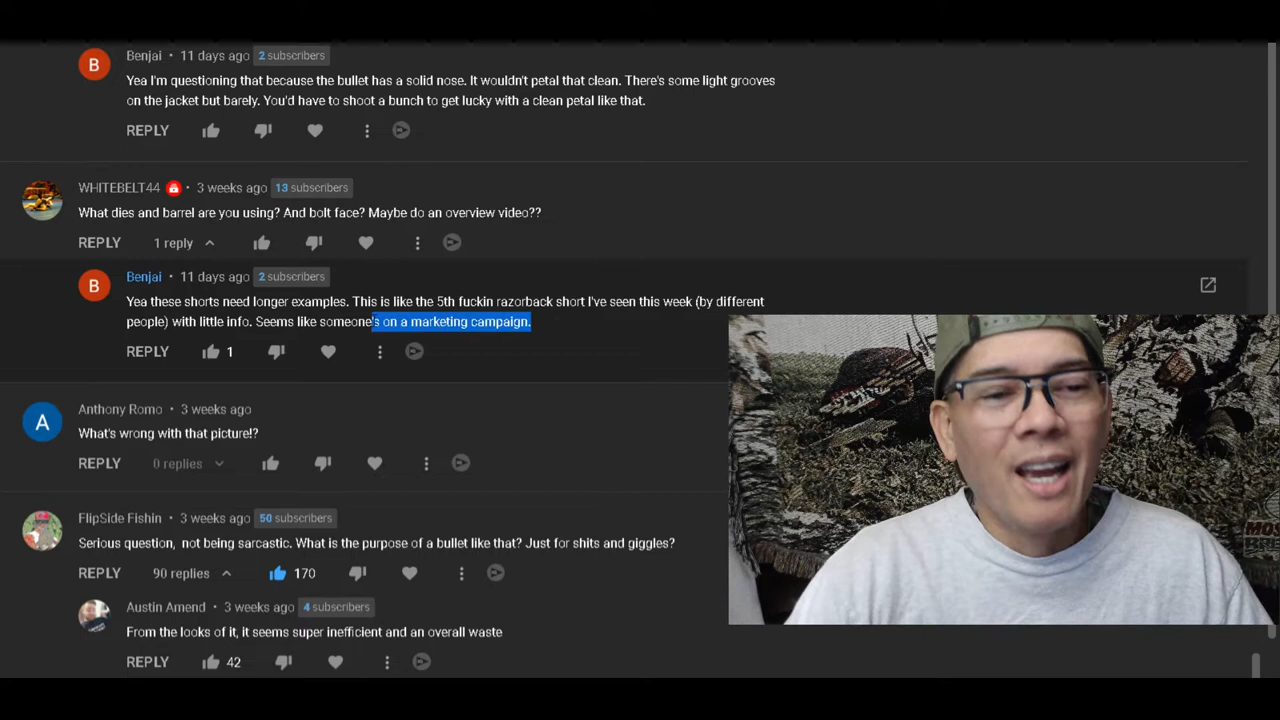 Benjai • 11 days ago 2 subscribers
Yea I'm questioning that because the bullet has a solid nose. It wouldn't petal that clean. There's some light grooves
on the jacket but barely. You'd have to shoot a bunch to get lucky with a clean petal like that.
REPLY
WHITEBELT44 • 3 weeks ago 13 subscribers
What dies and barrel are you using? And bolt face? Maybe do an overview video??
REPLY 1 reply
Benjai • 11 days ago 2 subscribers
Yea these shorts need longer examples. This is like the 5th fuckin razorback short I've seen this week (by different
people) with little info. Seems like someone's on a marketing campaign.
REPLY 1
Anthony Romo • 3 weeks ago
What's wrong with that picture!?
REPLY 0 replies
FlipSide Fishin • 3 weeks ago 50 subscribers
Serious question, not being sarcastic. What is the purpose of a bullet like that? Just for shits and giggles?
REPLY 90 replies 170
Austin Amend • 3 weeks ago 4 subscribers
From the looks of it, it seems super inefficient and an overall waste
REPLY 42